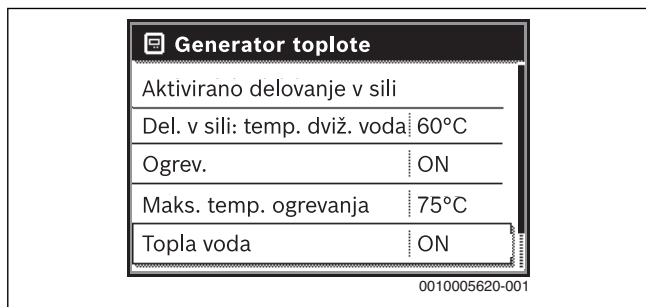 Generator toplote
Aktivirano delovanje v sili
Del. v sili: temp. dviž. voda 60°C
Ogrev. ON
Maks. temp. ogrevanja 75°C
Topla voda ON
0010005620-001